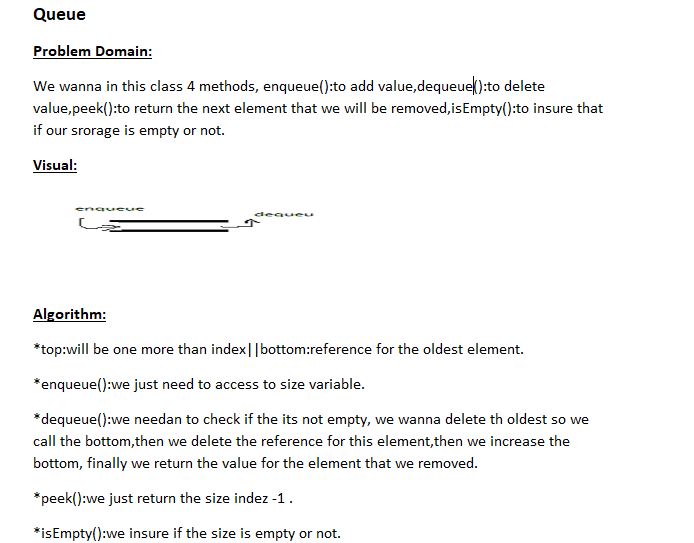 Queue
Problem Domain:
We wanna in this class 4 methods, enqueue():to add value,dequeue():to delete
value,peek():to return the next element that we will be removed,isEmpty():to insure that
if our srorage is empty or not.
Visual:
enqueue
dequeu
Algorithm:
*top:will be one more than index||bottom:reference for the oldest element.
*enqueue():we just need to access to size variable.
*dequeue():we needan to check if the its not empty, we wanna delete th oldest so we
call the bottom,then we delete the reference for this element,then we increase the
bottom, finally we return the value for the element that we removed.
*peek():we just return the size indez -1 .
*isEmpty():we insure if the size is empty or not.